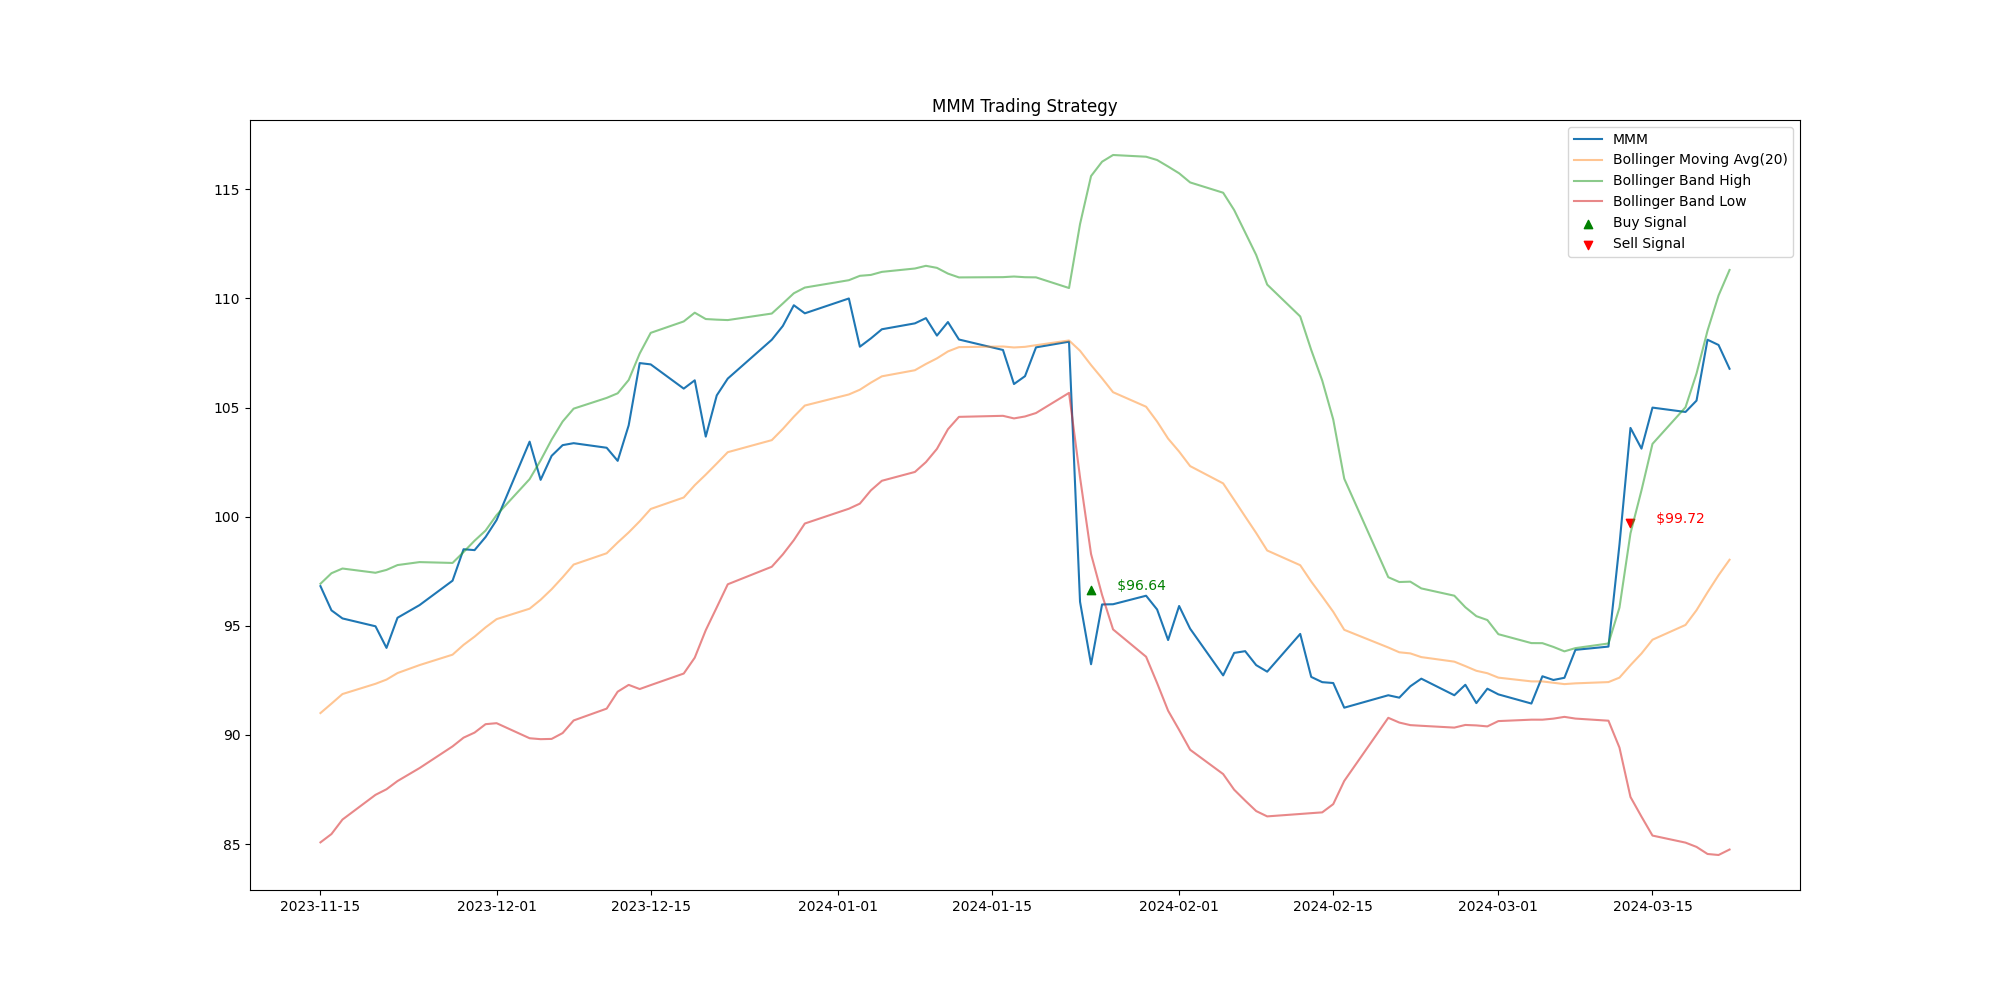 MMM Trading Strategy
MMM
Bollinger Moving Avg(20)
Bollinger Band High
Bollinger Band Low
Buy Signal
Sell Signal
115
110
105
100
95
90
85
$99.72
$96.64
2023-11-15
2023-12-01
2023-12-15
2024-01-01
2024-01-15
2024-02-01
2024-02-15
2024-03-01
2024-03-15